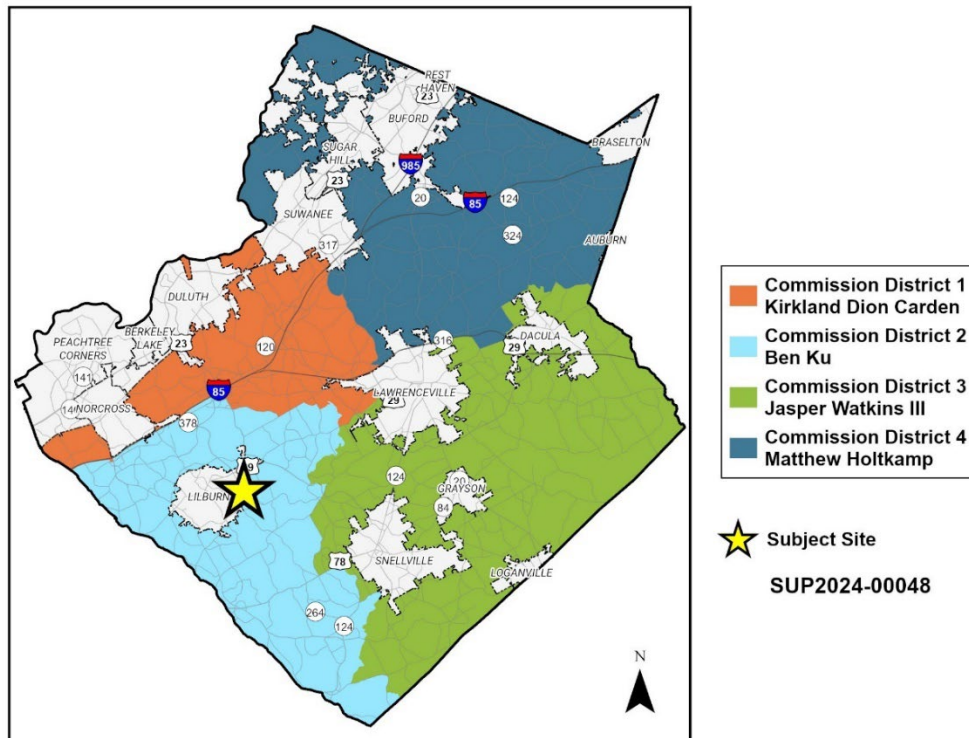 REST
HAVEN
23
BUFORD
BRASELTON
SUGAR
HILL
985
23
20
85
124
SUWANEE
324
317
AUBURN
DULUTH
BERKELEY
LAKE
23
PEACHTREE
CORNERS
141
120
316
29
DACULA
85
LAWRENCEVILLE
29
14
NORCROSS
378
LILBURN
124
20
GRAYSON
84
78
SNELLVILLE
LOGANVILLE
264
124
N
Commission District 1
Kirkland Dion Carden
Commission District 2
Ben Ku
Commission District 3
Jasper Watkins III
Commission District 4
Matthew Holtkamp
Subject Site
SUP2024-00048